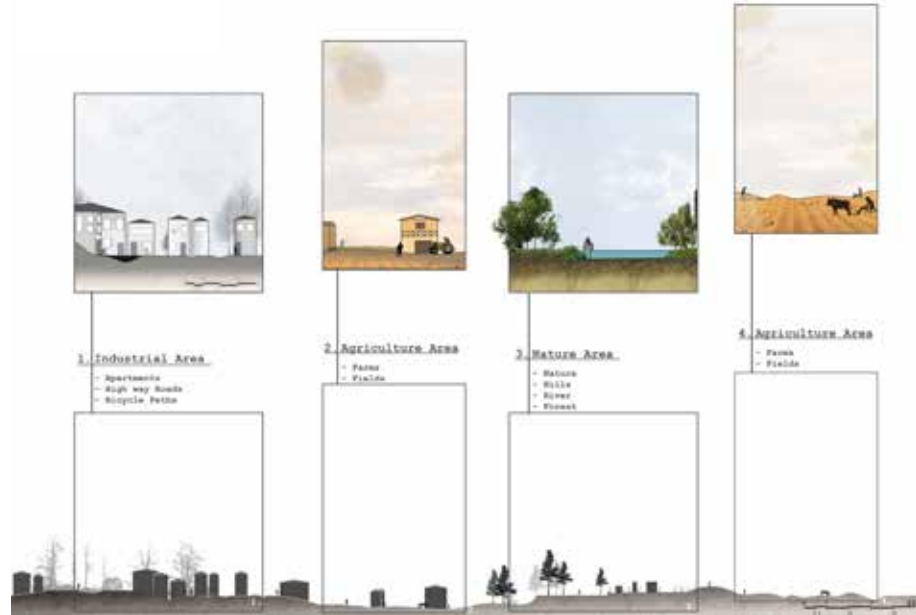 1. Industrial Area
- Apartments
- High way Roads
- Bicycle Paths
2. Agriculture Area
- Farms
- Fields
3. Nature Area
- Nature
- Hills
- River
- Forest
4. Agriculture Area
- Farms
- Fields